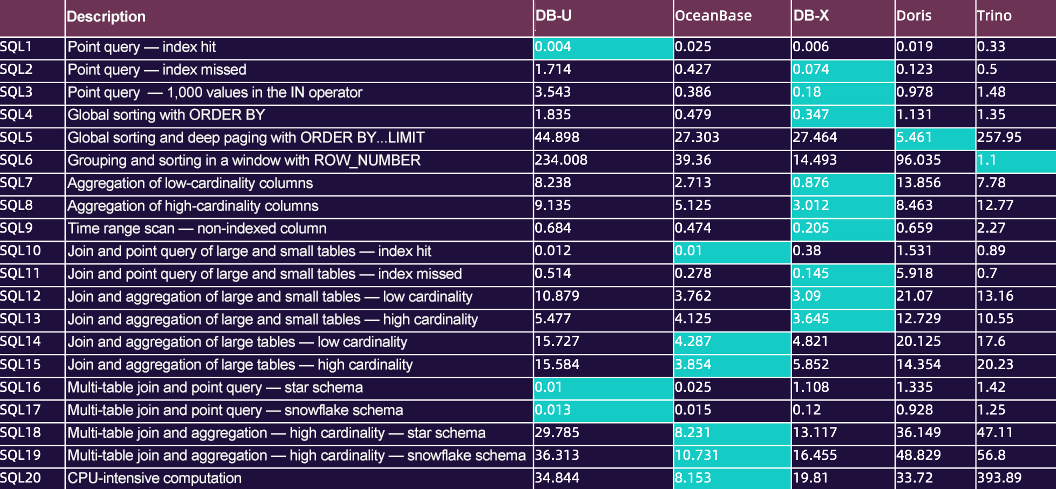 Description DB-U OceanBase DB-X Doris Trino
SQL1 Point query — index hit 0.004 0.025 0.006 0.019 0.33
SQL2 Point query — index missed 1.714 0.427 0.074 0.123 0.5
SQL3 Point query — 1,000 values in the IN operator 3.543 0.386 0.18 0.978 1.48
SQL4 Global sorting with ORDER BY 1.835 0.479 0.347 1.131 1.35
SQL5 Global sorting and deep paging with ORDER BY...LIMIT 44.898 27.303 27.464 5.461 257.95
SQL6 Grouping and sorting in a window with ROW_NUMBER 234.008 39.36 14.493 96.035 1.1
SQL7 Aggregation of low-cardinality columns 8.238 2.713 0.876 13.856 7.78
SQL8 Aggregation of high-cardinality columns 9.135 5.125 3.012 8.463 12.77
SQL9 Time range scan — non-indexed column 0.684 0.474 0.205 0.659 2.27
SQL10 Join and point query of large and small tables — index hit 0.012 0.01 0.38 1.531 0.89
SQL11 Join and point query of large and small tables — index missed 0.514 0.278 0.145 5.918 0.7
SQL12 Join and aggregation of large and small tables — low cardinality 10.879 3.762 3.09 21.07 13.16
SQL13 Join and aggregation of large and small tables — high cardinality 5.477 4.125 3.645 12.729 10.55
SQL14 Join and aggregation of large tables — low cardinality 15.727 4.287 4.821 20.125 17.6
SQL15 Join and aggregation of large tables — high cardinality 15.584 3.854 5.852 14.354 20.23
SQL16 Multi-table join and point query — star schema 0.01 0.025 1.108 1.335 1.42
SQL17 Multi-table join and point query — snowflake schema 0.013 0.015 0.12 0.928 1.25
SQL18 Multi-table join and aggregation — high cardinality — star schema 29.785 8.231 13.117 36.149 47.11
SQL19 Multi-table join and aggregation — high cardinality — snowflake schema 36.313 10.731 16.455 48.829 56.8
SQL20 CPU-intensive computation 34.844 8.153 19.81 33.72 393.89